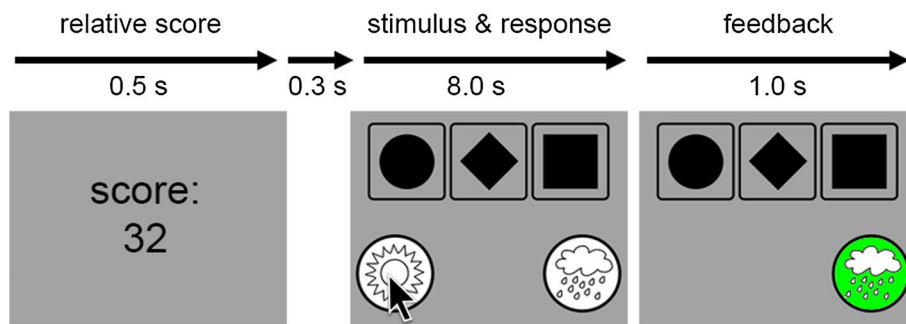 relative score
stimulus & response
feedback
0.5 s
0.3 s
8.0 s
1.0 s
score:
32